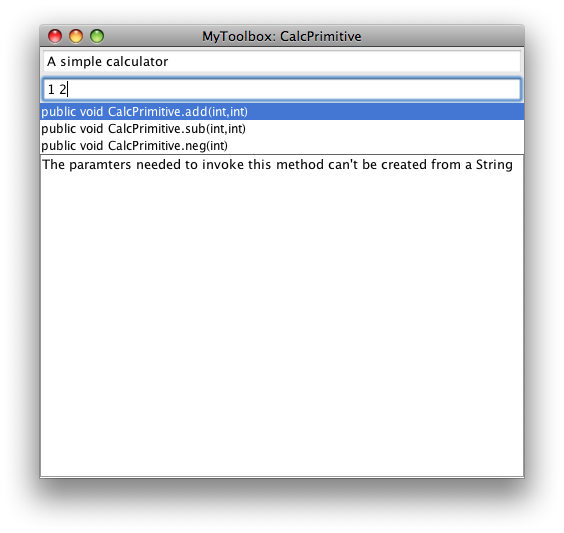 MyToolbox: CalcPrimitive
A simple calculator
1 2
public void CalcPrimitive.add(int,int)
public void CalcPrimitive.sub(int,int)
public void CalcPrimitive.neg(int)
The paramters needed to invoke this method can't be created from a String